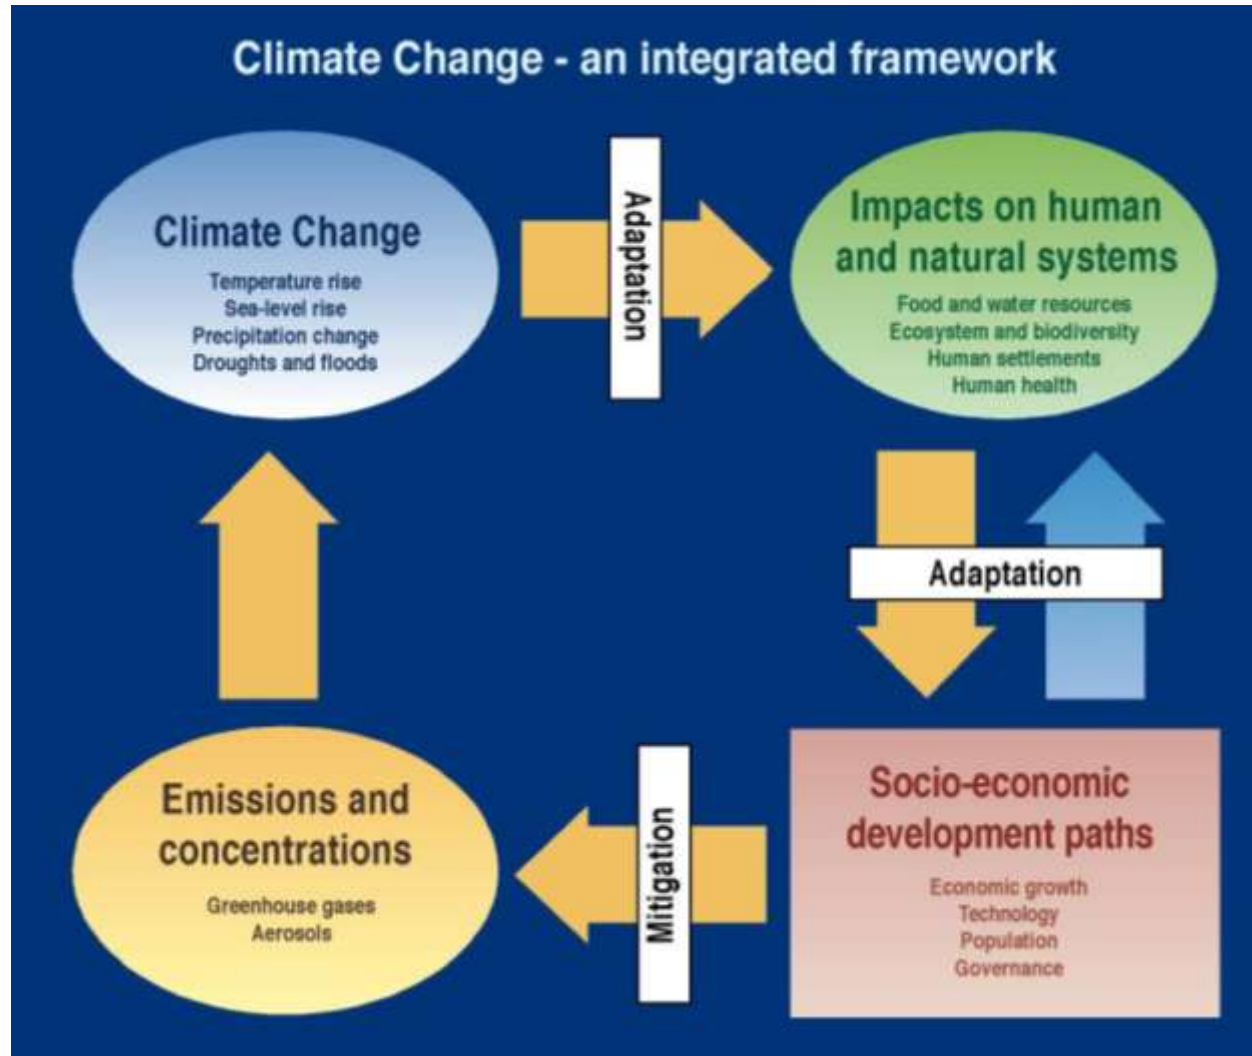 Climate Change - an integrated framework
Climate Change
Temperature rise
Sea-level rise
Precipitation change
Droughts and floods
Adaptation
Impacts on human
and natural systems
Food and water resources
Ecosystem and biodiversity
Human settlements
Human health
Adaptation
Emissions and
concentrations
Greenhouse gases
Aerosols
Mitigation
Socio-economic
development paths
Economic growth
Technology
Population
Governance